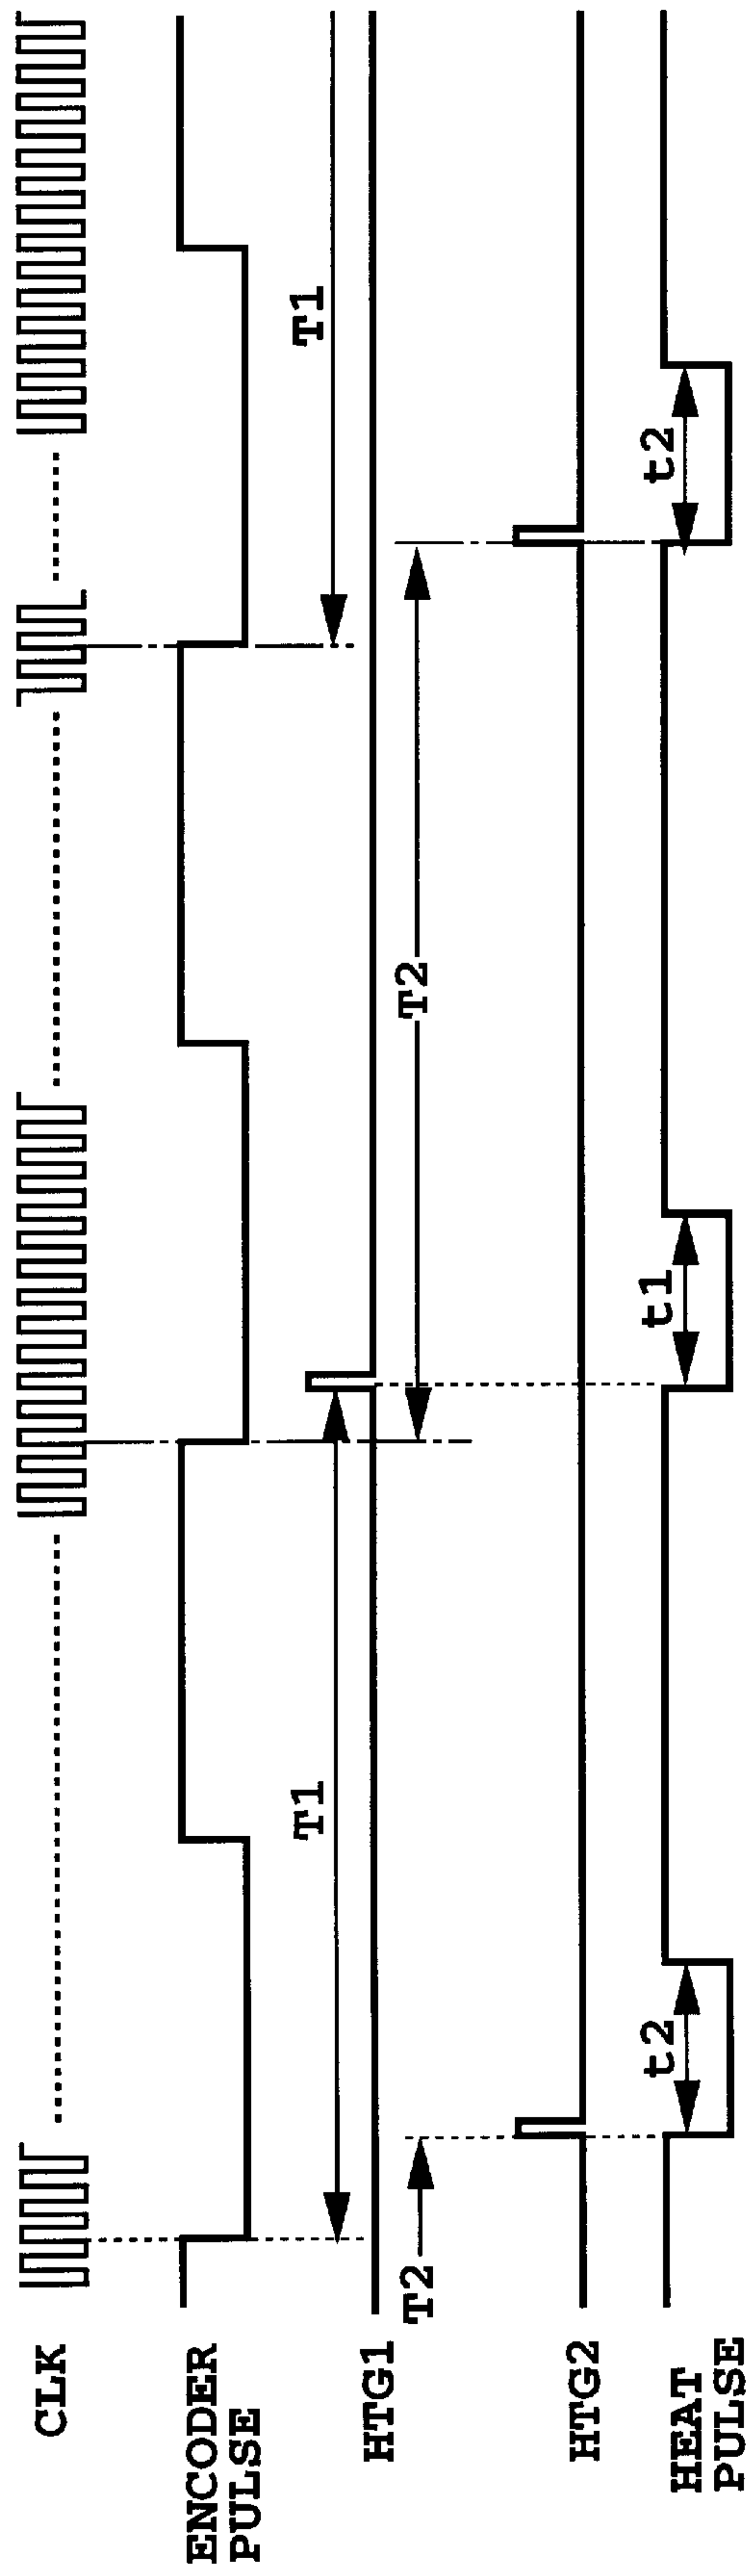 CLK
ENCODER
PULSE
T1
T1
HTG1
T2
T2
HTG2
t2
t1
t2
HEAT
PULSE